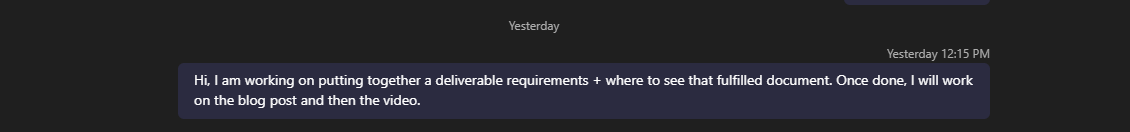 Yesterday
Yesterday 12:15 PM
Hi, I am working on putting together a deliverable requirements + where to see that fulfilled document. Once done, I will work
on the blog post and then the video.